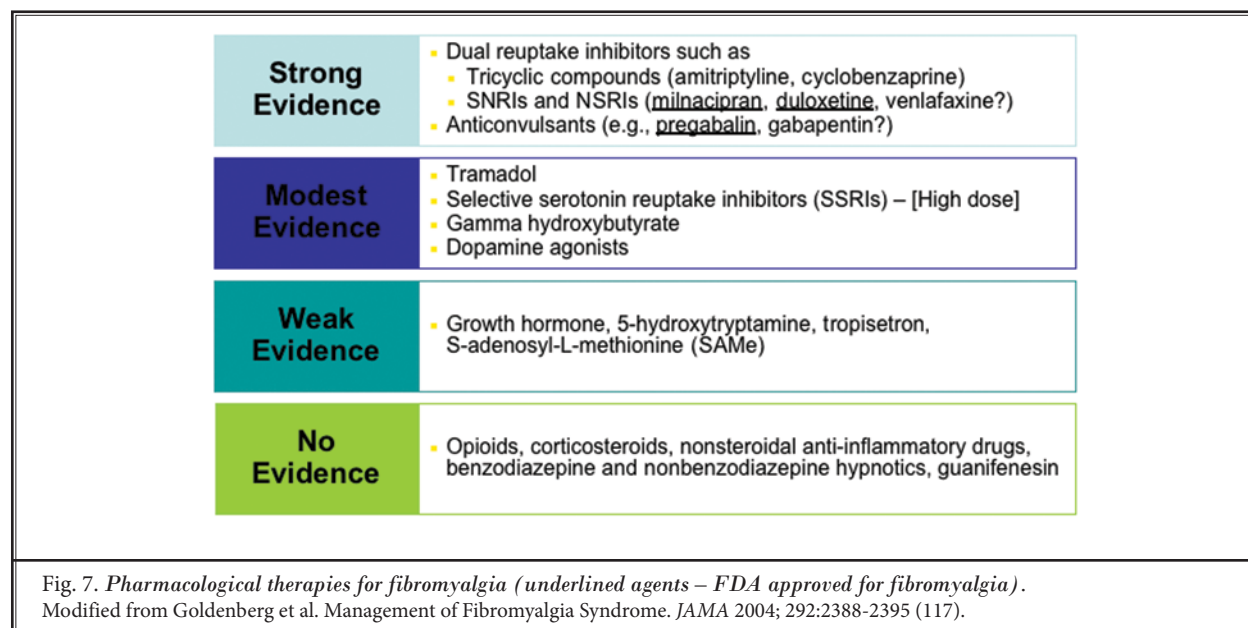 Strong
Evidence
Dual reuptake inhibitors such as
Tricyclic compounds (amitriptyline, cyclobenzaprine)
SNRIs and NSRIs (milnacipran, duloxetine, venlafaxine?)
Anticonvulsants (e.g., pregabalin, gabapentin?)
Modest
Evidence
Tramadol
Selective serotonin reuptake inhibitors (SSRIs) – [High dose]
Gamma hydroxybutyrate
Dopamine agonists
Weak
Evidence
Growth hormone, 5-hydroxytryptamine, tropisetron,
S-adenosyl-L-methionine (SAMe)
No
Evidence
Opioids, corticosteroids, nonsteroidal anti-inflammatory drugs,
benzodiazepine and nonbenzodiazepine hypnotics, guanifenesin
Fig. 7. Pharmacological therapies for fibromyalgia (underlined agents – FDA approved for fibromyalgia).
Modified from Goldenberg et al. Management of Fibromyalgia Syndrome. JAMA 2004; 292:2388-2395 (117).